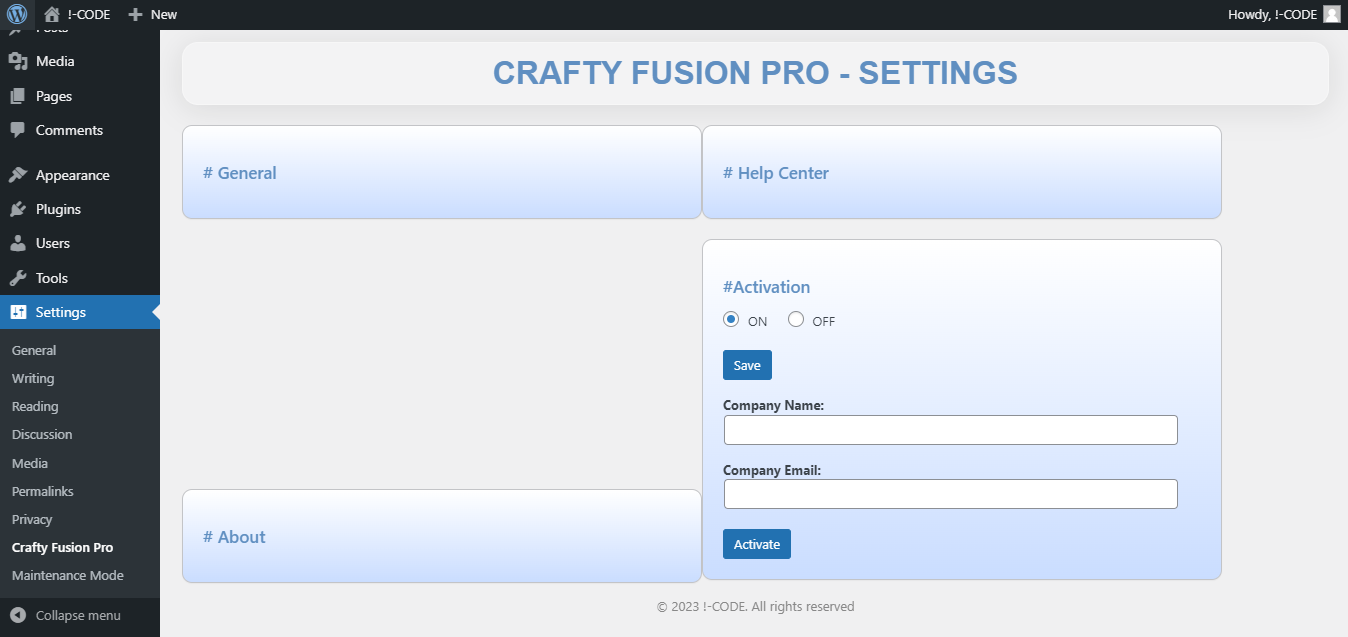 !-CODE New Howdy, !-CODE
Posts
Media
Pages
Comments
Appearance
Plugins
Users
Tools
Settings
General
Writing
Reading
Discussion
Media
Permalinks
Privacy
Crafty Fusion Pro
Maintenance Mode
Collapse menu
CRAFTY FUSION PRO - SETTINGS
# General
# Help Center
#Activation
ON OFF
Save
Company Name:
Company Email:
Activate
# About
© 2023 !-CODE. All rights reserved